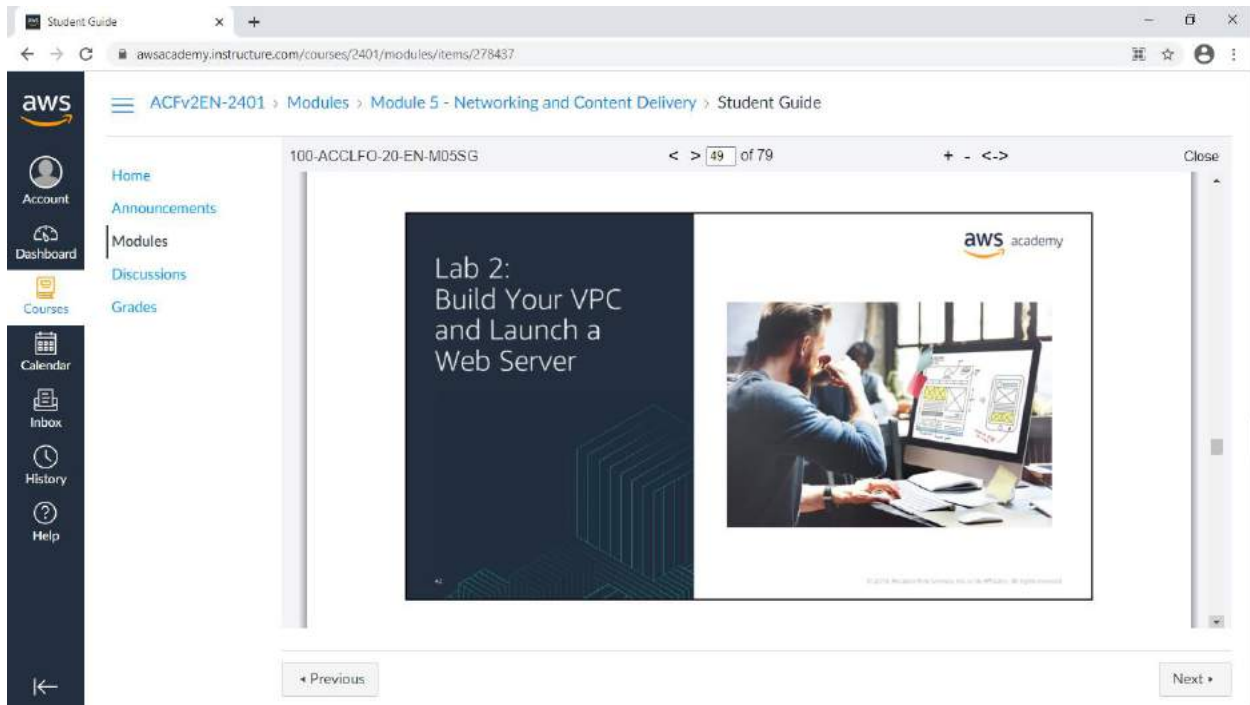 Student Guide
awsacademy.instructure.com/courses/2401/modules/items/278437
aws
ACFv2EN-2401 › Modules › Module 5 - Networking and Content Delivery › Student Guide
Account
Dashboard
Courses
Calendar
Inbox
History
Help
Home
Announcements
Modules
Discussions
Grades
100-ACCLFO-20-EN-M05SG < > 49 of 79 + - <-> Close
Lab 2:
Build Your VPC
and Launch a
Web Server
aws academy
◂ Previous
Next ▸